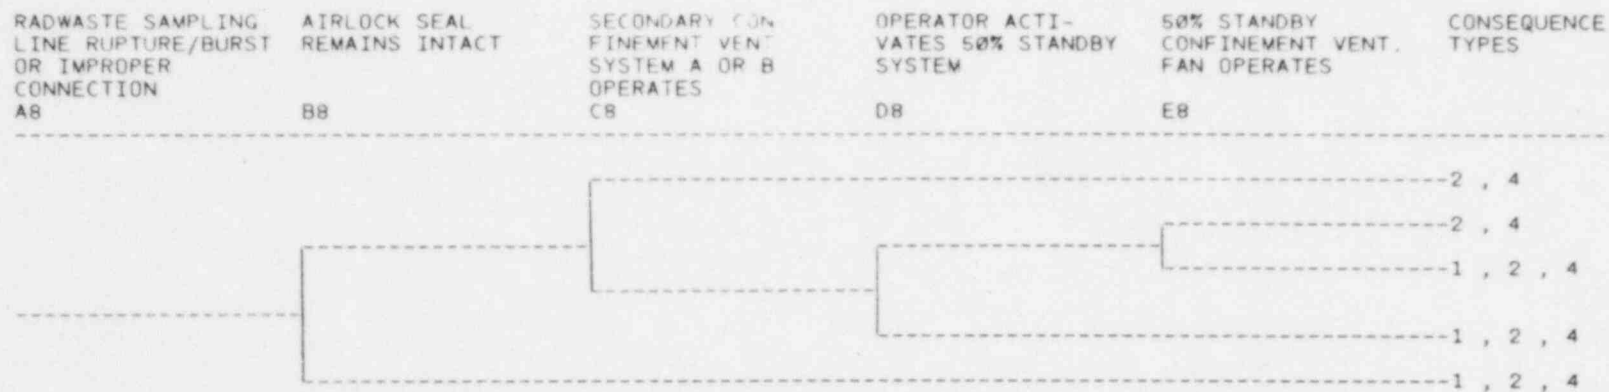 RADWASTE SAMPLING
LINE RUPTURE/BURST
OR IMPROPER
CONNECTION
A8
AIRLOCK SEAL
REMAINS INTACT
B8
SECONDARY CON
FINEMENT VENT
SYSTEM A OR B
OPERATES
C8
OPERATOR ACTI-
VATES 50% STANDBY
SYSTEM
D8
50% STANDBY
CONFINEMENT VENT.
FAN OPERATES
E8
CONSEQUENCE
TYPES
2 , 4
2 , 4
1 , 2 , 4
1 , 2 , 4
1 , 2 , 4